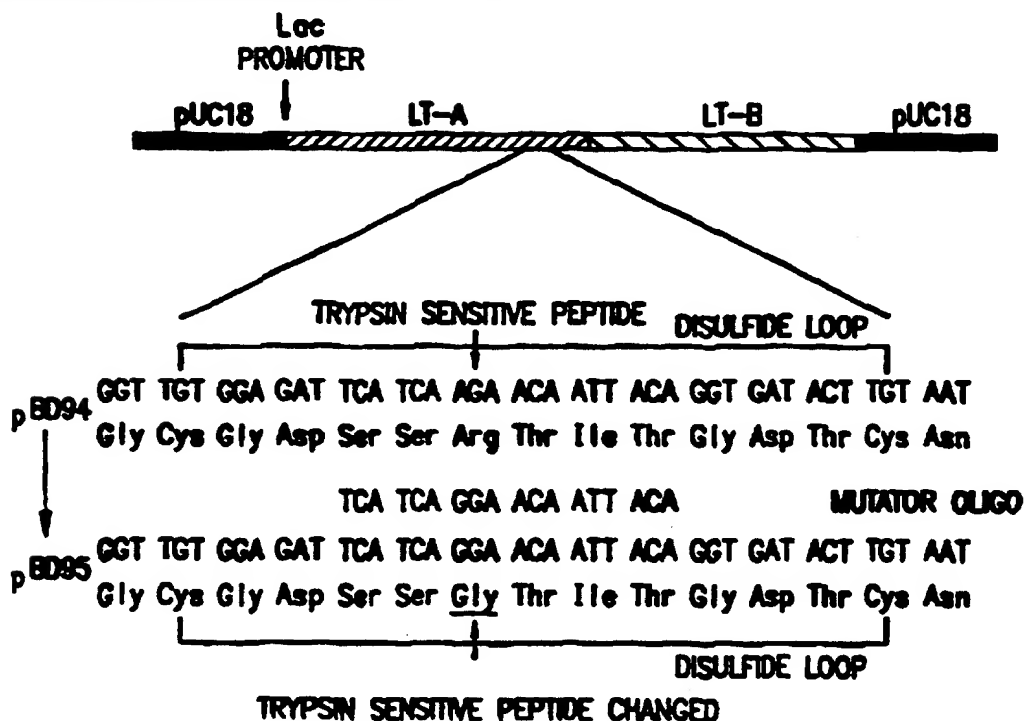 Lac
PROMOTER
pUC18 LT-A LT-B pUC18
TRYPSIN SENSITIVE PEPTIDE
DISULFIDE LOOP
pBD94 GGT TGT GGA GAT TCA TCA AGA ACA ATT ACA GGT GAT ACT TGT AAT
Gly Cys Gly Asp Ser Ser Arg Thr Ile Thr Gly Asp Thr Cys Asn
TCA TCA GGA ACA ATT ACA MUTATOR OLIGO
pBD95 GGT TGT GGA GAT TCA TCA GGA ACA ATT ACA GGT GAT ACT TGT AAT
Gly Cys Gly Asp Ser Ser Gly Thr Ile Thr Gly Asp Thr Cys Asn
DISULFIDE LOOP
TRYPSIN SENSITIVE PEPTIDE CHANGED